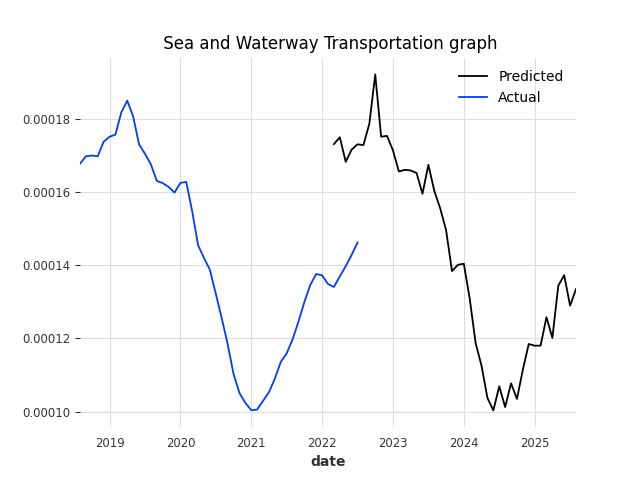 Sea and Waterway Transportation graph
Predicted
Actual
0.00018
0.00016
0.00014
0.00012
0.00010
2019 2020 2021 2022 2023 2024 2025
date